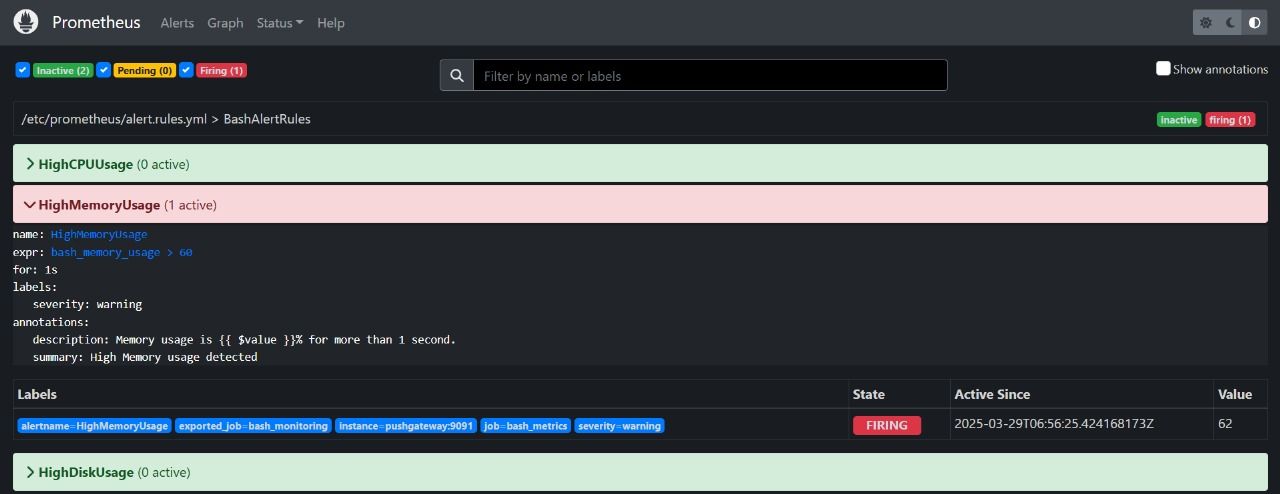 Prometheus Alerts Graph Status Help
Inactive (2) Pending (0) Firing (1) Filter by name or labels Show annotations
/etc/prometheus/alert.rules.yml > BashAlertRules inactive firing (1)
HighCPUUsage (0 active)
HighMemoryUsage (1 active)
name: HighMemoryUsage
expr: bash_memory_usage > 60
for: 1s
labels:
severity: warning
annotations:
description: Memory usage is {{ $value }}% for more than 1 second.
summary: High Memory usage detected
Labels State Active Since Value
alertname=HighMemoryUsage exported_job=bash_monitoring instance=pushgateway:9091 job=bash_metrics severity=warning FIRING 2025-03-29T06:56:25.424168173Z 62
HighDiskUsage (0 active)